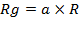 Rg = a × R